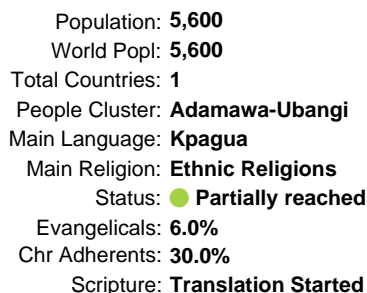 Population: 5,600
World Popl: 5,600
Total Countries: 1
People Cluster: Adamawa-Ubangi
Main Language: Kpagua
Main Religion: Ethnic Religions
Status: Partially reached
Evangelicals: 6.0%
Chr Adherents: 30.0%
Scripture: Translation Started